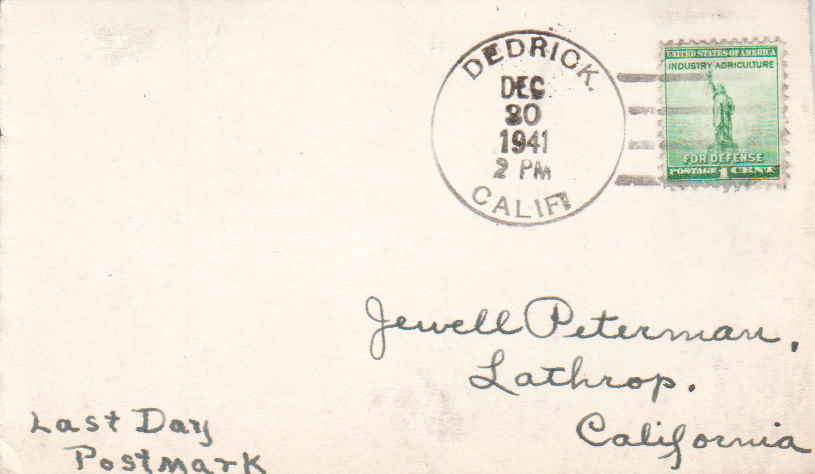 DEDRICK.
DEC
30
1941
2 PM
CALIF.
UNITED STATES OF AMERICA
INDUSTRY AGRICULTURE
FOR DEFENSE
POSTAGE 1 CENT
Jewell Peterman,
Lathrop.
California
Last Day
Postmark